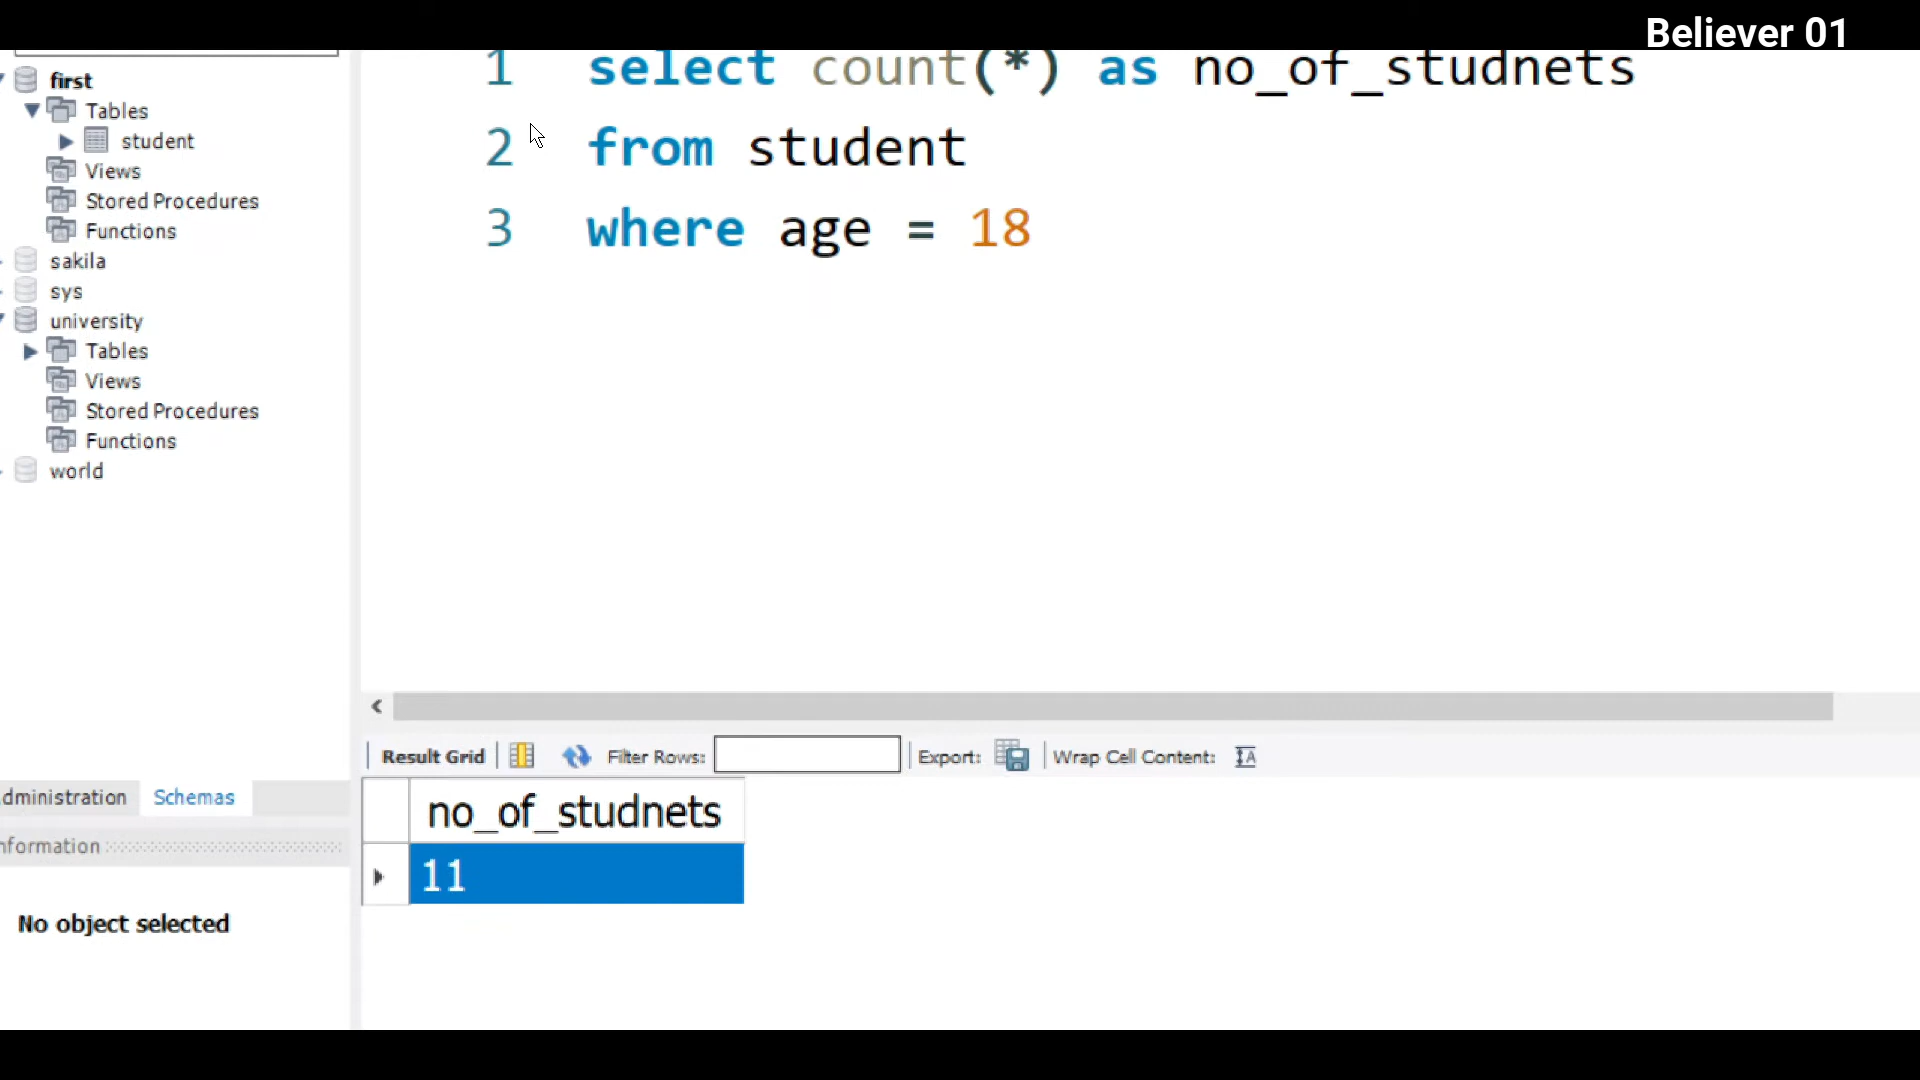 Believer 01
first
Tables
student
Views
Stored Procedures
Functions
sakila
sys
university
Tables
Views
Stored Procedures
Functions
world
dministration Schemas
nformation
No object selected
1 select count(*) as no_of_studnets
2 from student
3 where age = 18
Result Grid Filter Rows: Export: Wrap Cell Content:
no_of_studnets
11